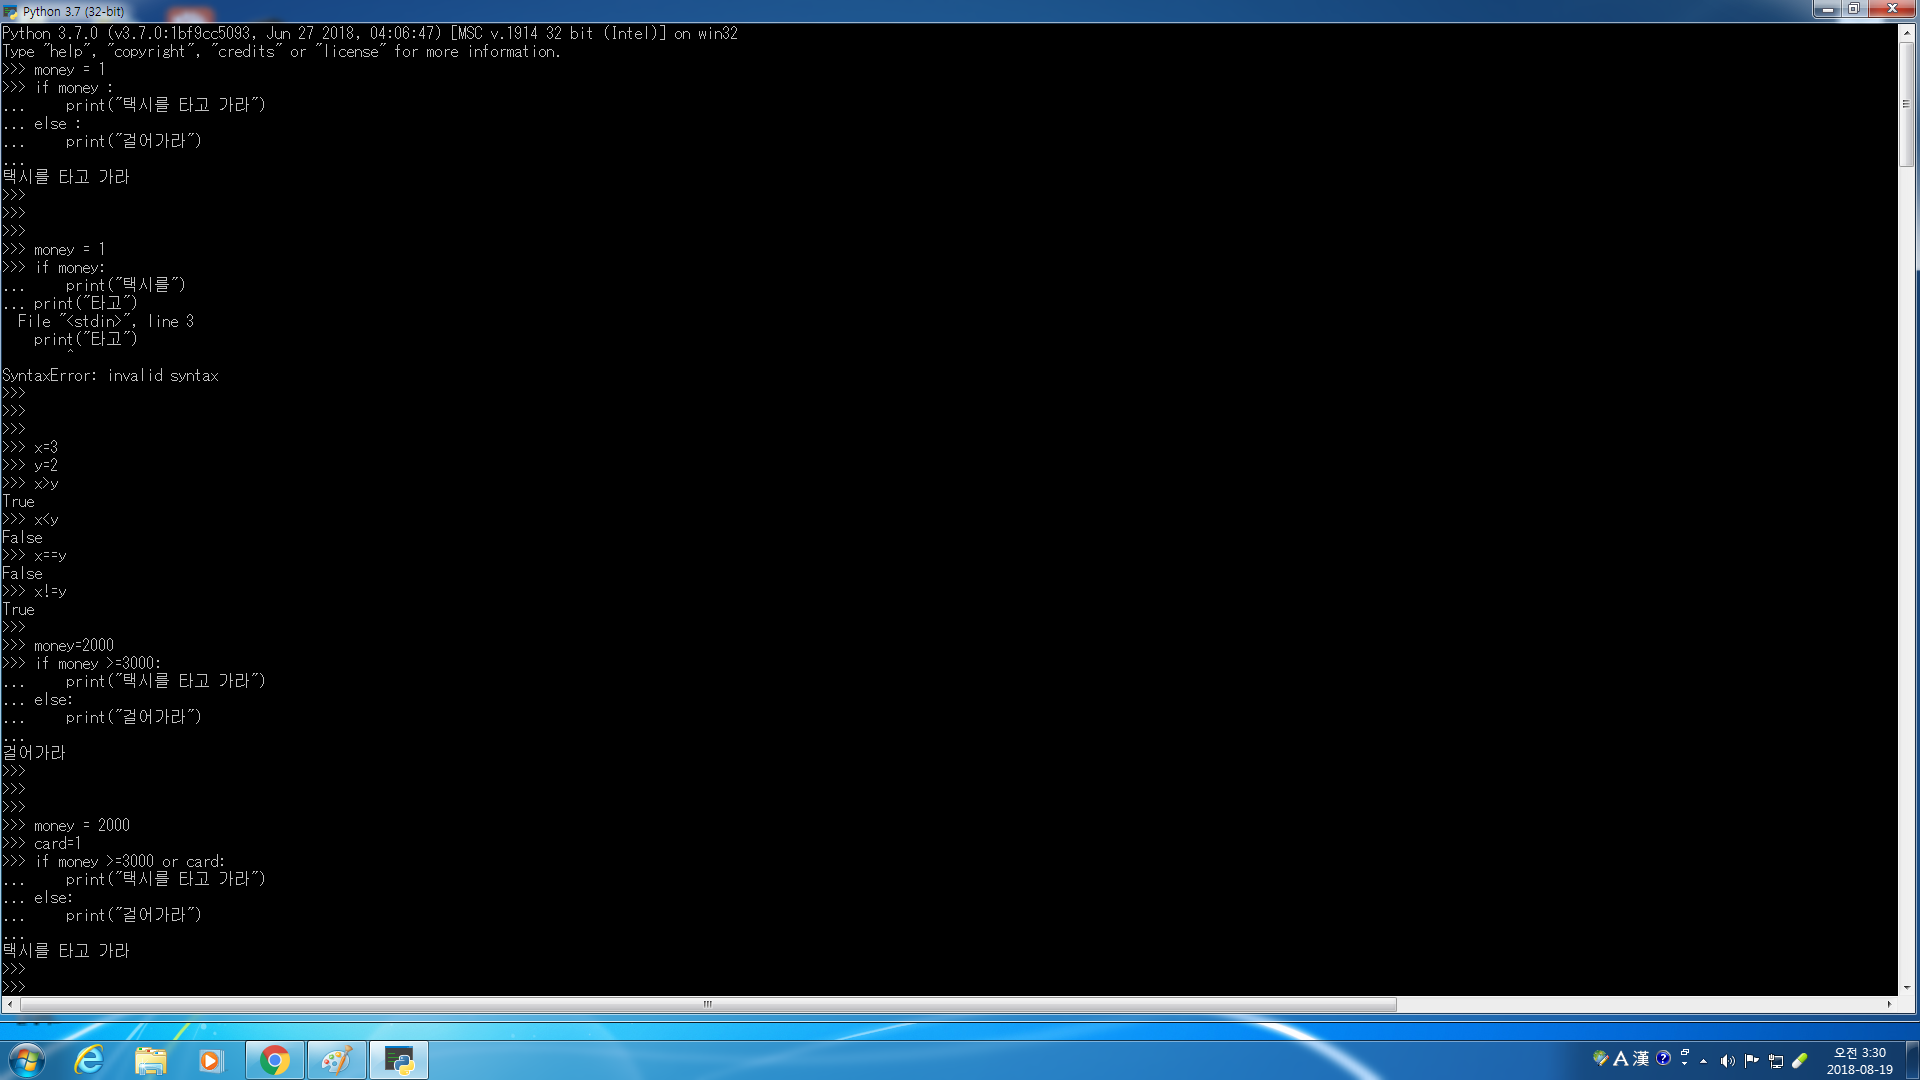 Python 3.7 (32-bit)
Python 3.7.0 (v3.7.0:1bf9cc5093, Jun 27 2018, 04:06:47) [MSC v.1914 32 bit (Intel)] on win32
Type "help", "copyright", "credits" or "license" for more information.
>>> money = 1
>>> if money :
...     print("택시를 타고 가라")
... else :
...     print("걸어가라")
...
택시를 타고 가라
>>>
>>>
>>>
>>> money = 1
>>> if money:
...     print("택시를")
... print("타고")
  File "<stdin>", line 3
    print("타고")
        ^
SyntaxError: invalid syntax
>>>
>>>
>>>
>>> x=3
>>> y=2
>>> x>y
True
>>> x<y
False
>>> x==y
False
>>> x!=y
True
>>>
>>> money=2000
>>> if money >=3000:
...     print("택시를 타고 가라")
... else:
...     print("걸어가라")
...
걸어가라
>>>
>>>
>>>
>>> money = 2000
>>> card=1
>>> if money >=3000 or card:
...     print("택시를 타고 가라")
... else:
...     print("걸어가라")
...
택시를 타고 가라
>>>
>>>
A 漢
오전 3:30
2018-08-19